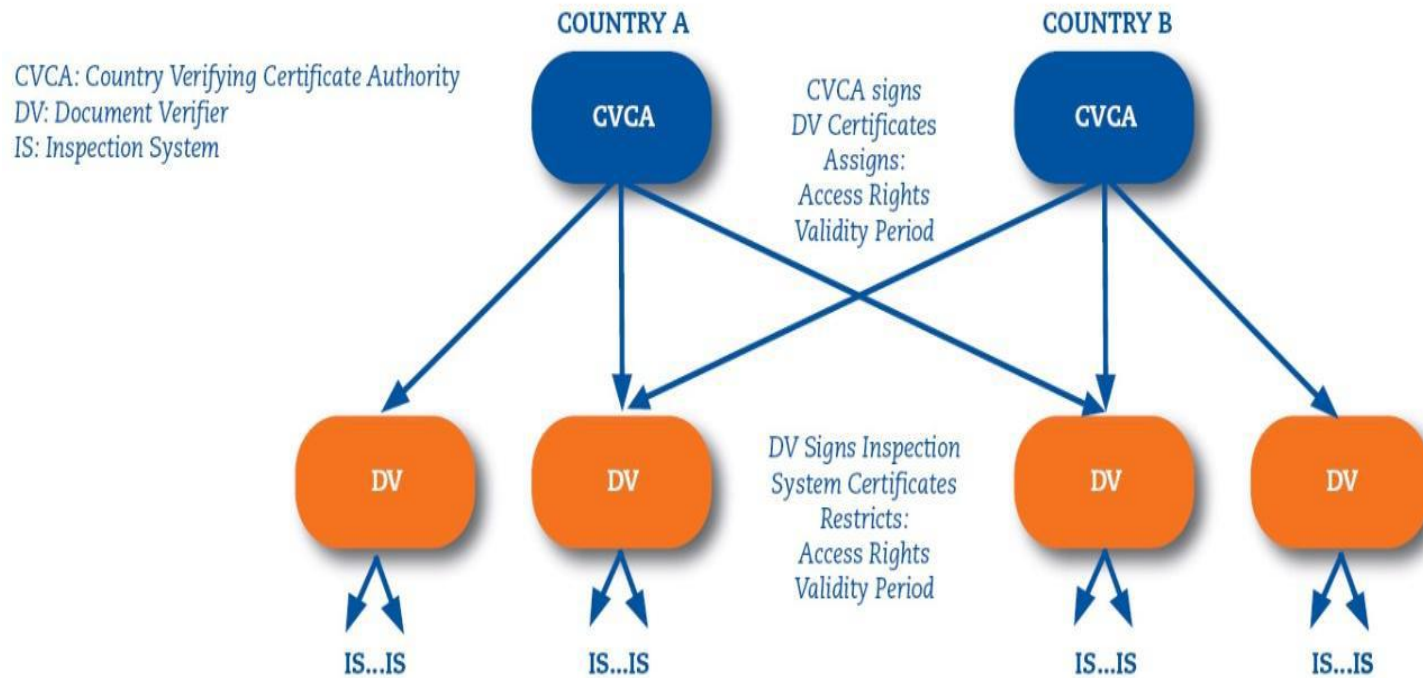 COUNTRY A
COUNTRY B
CVCA: Country Verifying Certificate Authority
DV: Document Verifier
IS: Inspection System
CVCA
CVCA signs
DV Certificates
Assigns:
Access Rights
Validity Period
CVCA
DV
DV
DV Signs Inspection
System Certificates
Restricts:
Access Rights
Validity Period
DV
DV
IS...IS
IS...IS
IS...IS
IS...IS